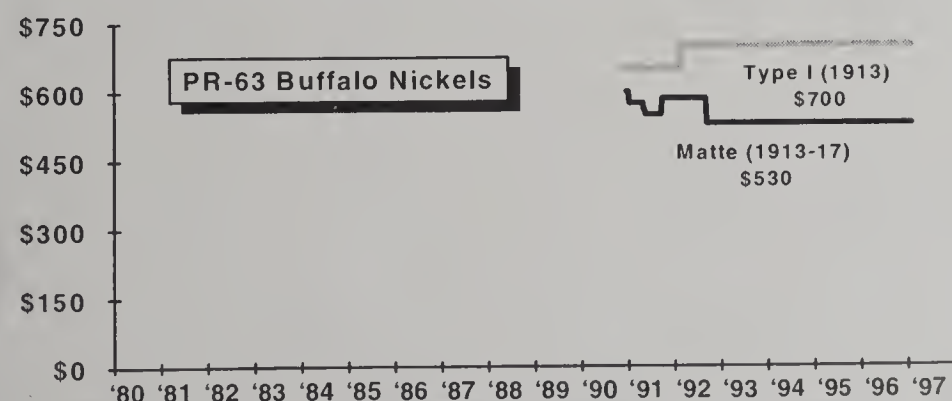 $750
PR-63 Buffalo Nickels
Type I (1913)
$700
$600
Matte (1913-17)
$530
$450
$300
$150
$0
‘80 ‘81 ‘82 ‘83 ‘84 ‘85 ‘86 ‘87 ‘88 ‘89 ‘90 ‘91 ‘92 ‘93 ‘94 ‘95 ‘96 ‘97